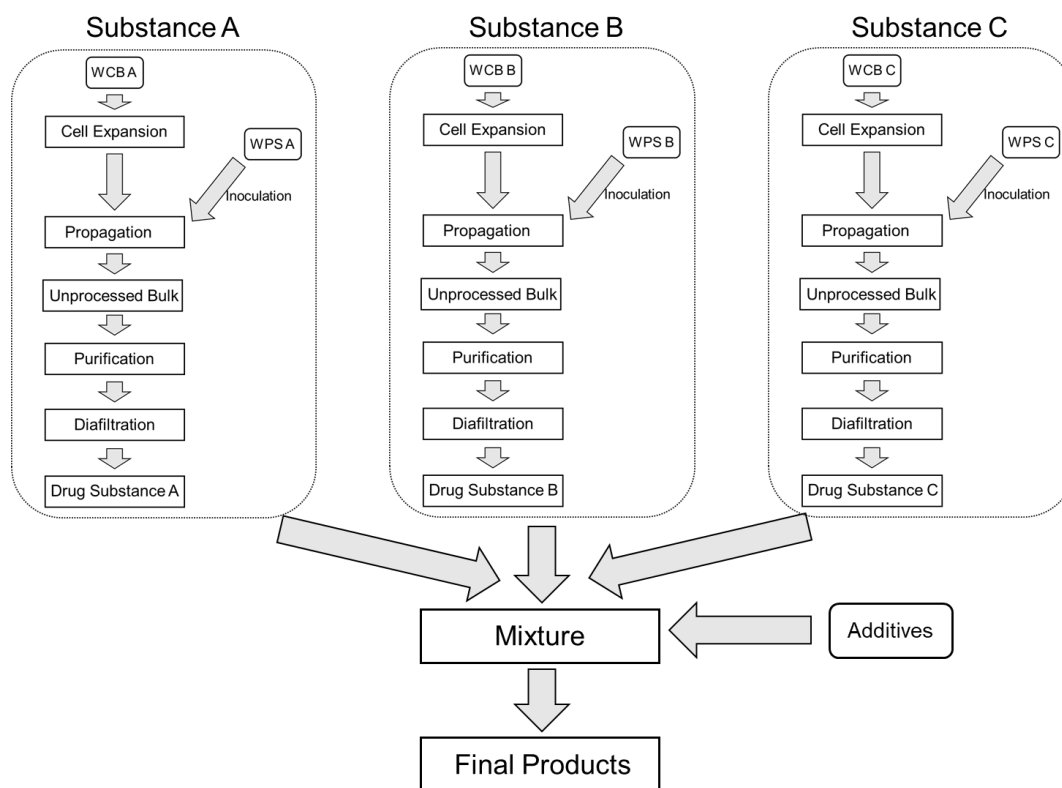 Substance A
WCB A
Cell Expansion
WPS A
Inoculation
Propagation
Unprocessed Bulk
Purification
Diafiltration
Drug Substance A
Substance B
WCB B
Cell Expansion
WPS B
Inoculation
Propagation
Unprocessed Bulk
Purification
Diafiltration
Drug Substance B
Substance C
WCB C
Cell Expansion
WPS C
Inoculation
Propagation
Unprocessed Bulk
Purification
Diafiltration
Drug Substance C
Mixture
Additives
Final Products